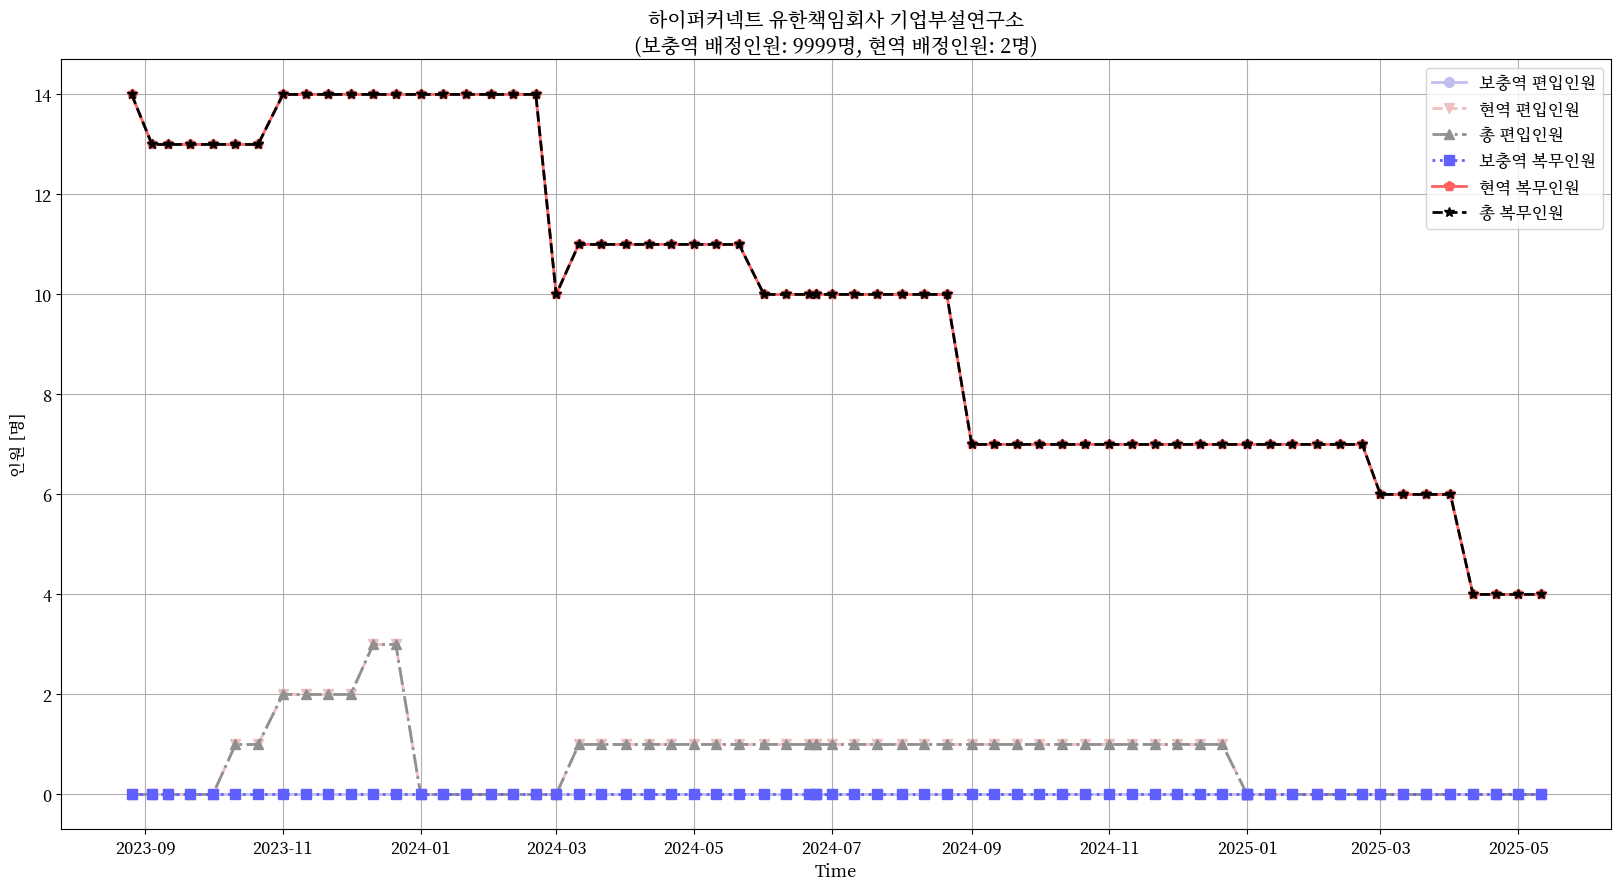 하이퍼커넥트 유한책임회사 기업부설연구소
(보충역 배정인원: 9999명, 현역 배정인원: 2명)
보충역 편입인원
현역 편입인원
총 편입인원
보충역 복무인원
현역 복무인원
총 복무인원
인원 [명]
14
12
10
8
6
4
2
0
2023-09 2023-11 2024-01 2024-03 2024-05 2024-07 2024-09 2024-11 2025-01 2025-03 2025-05
Time